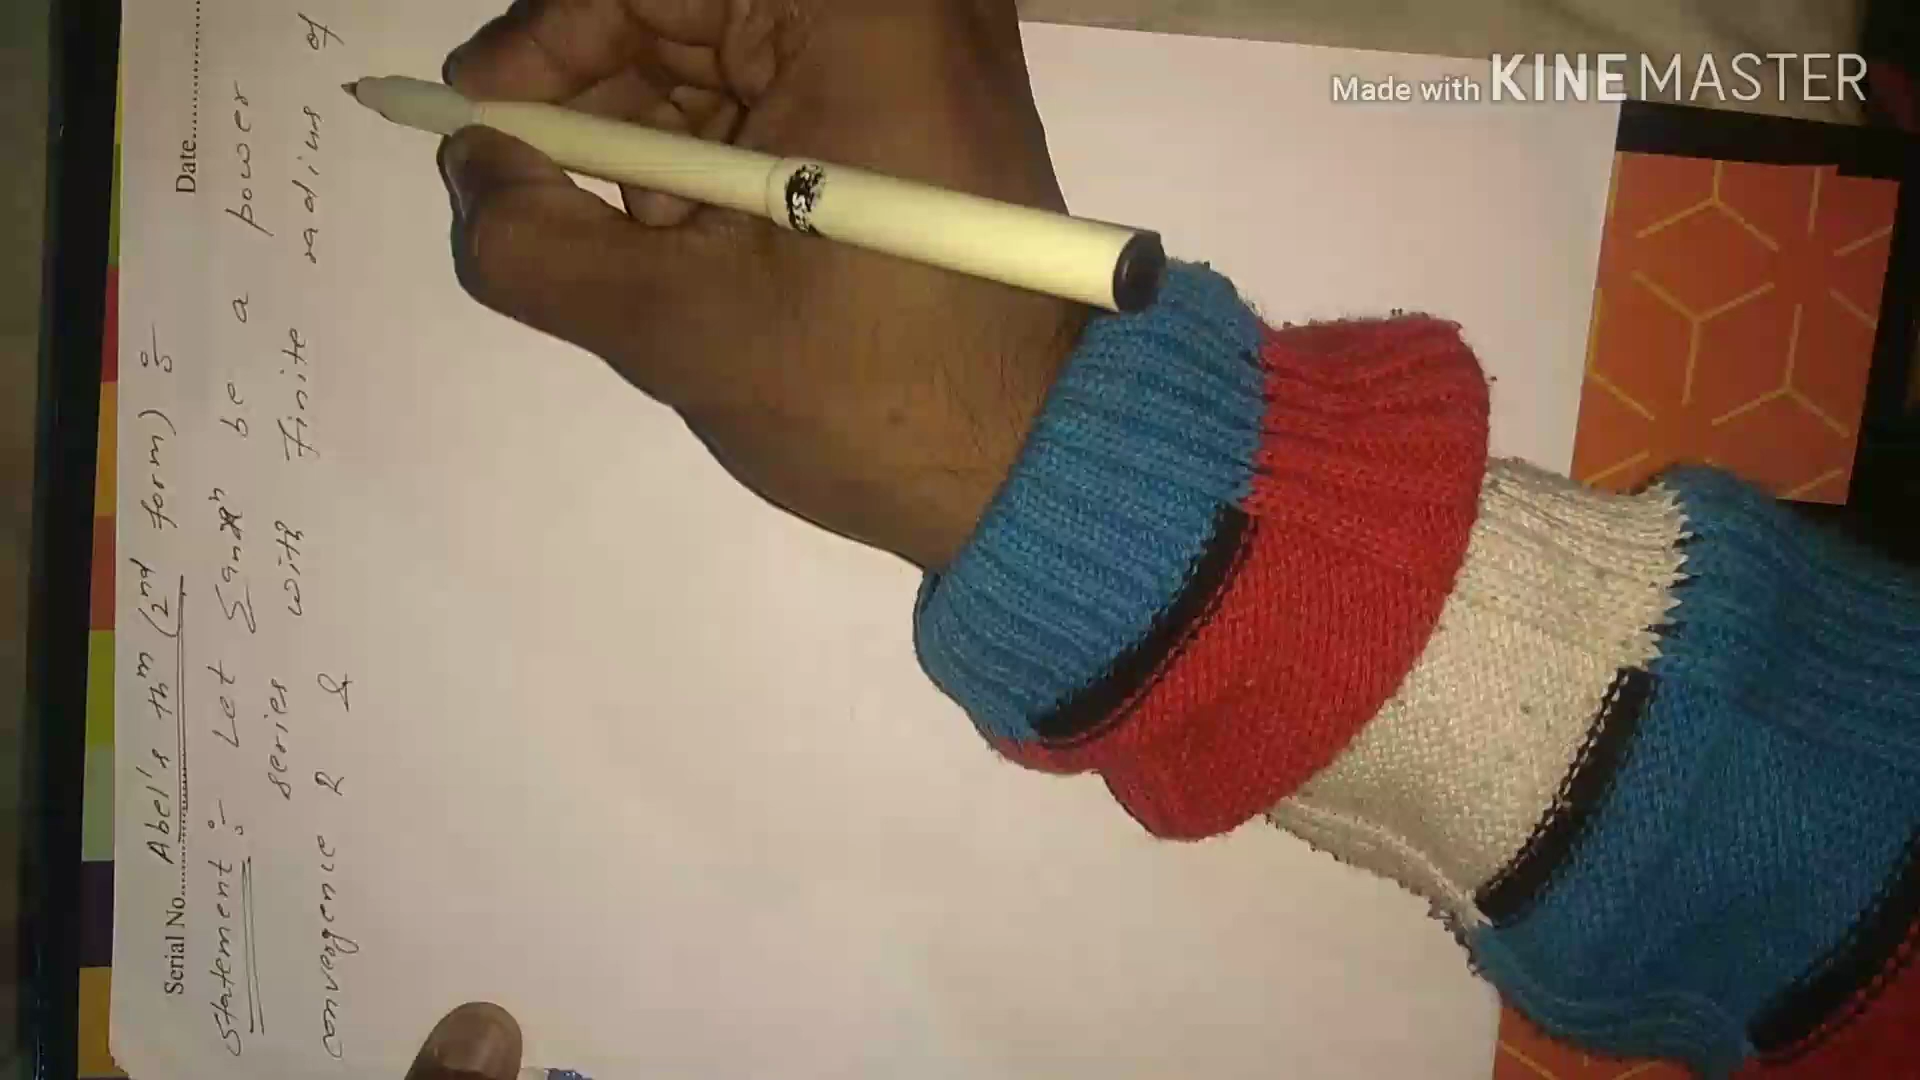 Made with KINEMASTER
Serial No..... Abel's thm (2nd form) :- Date.....
Statement :- Let Σanxn be a power
series with finite radius of
convergence R &